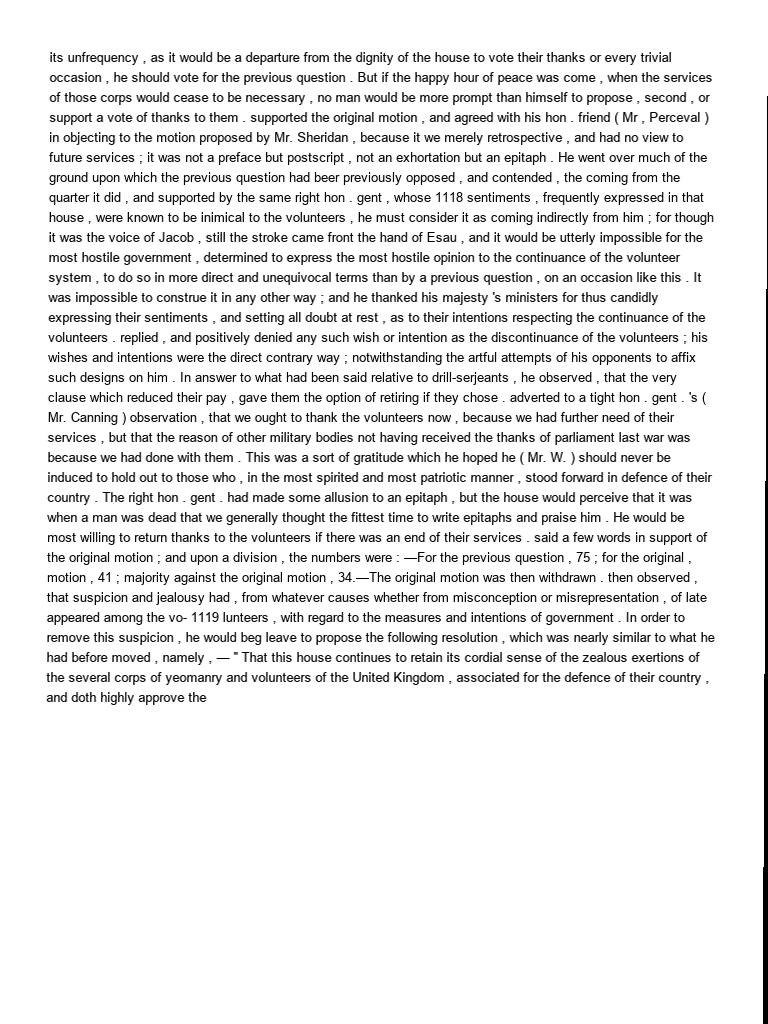 its unfrequency , as it would be a departure from the dignity of the house to vote their thanks or every trivial
occasion , he should vote for the previous question . But if the happy hour of peace was come , when the services
of those corps would cease to be necessary , no man would be more prompt than himself to propose , second , or
support a vote of thanks to them . supported the original motion , and agreed with his hon . friend ( Mr , Perceval )
in objecting to the motion proposed by Mr. Sheridan , because it we merely retrospective , and had no view to
future services ; it was not a preface but postscript , not an exhortation but an epitaph . He went over much of the
ground upon which the previous question had beer previously opposed , and contended , the coming from the
quarter it did , and supported by the same right hon . gent , whose 1118 sentiments , frequently expressed in that
house , were known to be inimical to the volunteers , he must consider it as coming indirectly from him ; for though
it was the voice of Jacob , still the stroke came front the hand of Esau , and it would be utterly impossible for the
most hostile government , determined to express the most hostile opinion to the continuance of the volunteer
system , to do so in more direct and unequivocal terms than by a previous question , on an occasion like this . It
was impossible to construe it in any other way ; and he thanked his majesty 's ministers for thus candidly
expressing their sentiments , and setting all doubt at rest , as to their intentions respecting the continuance of the
volunteers . replied , and positively denied any such wish or intention as the discontinuance of the volunteers ; his
wishes and intentions were the direct contrary way ; notwithstanding the artful attempts of his opponents to affix
such designs on him . In answer to what had been said relative to drill-serjeants , he observed , that the very
clause which reduced their pay , gave them the option of retiring if they chose . adverted to a tight hon . gent . 's (
Mr. Canning ) observation , that we ought to thank the volunteers now , because we had further need of their
services , but that the reason of other military bodies not having received the thanks of parliament last war was
because we had done with them . This was a sort of gratitude which he hoped he ( Mr. W. ) should never be
induced to hold out to those who , in the most spirited and most patriotic manner , stood forward in defence of their
country . The right hon . gent . had made some allusion to an epitaph , but the house would perceive that it was
when a man was dead that we generally thought the fittest time to write epitaphs and praise him . He would be
most willing to return thanks to the volunteers if there was an end of their services . said a few words in support of
the original motion ; and upon a division , the numbers were : —For the previous question , 75 ; for the original ,
motion , 41 ; majority against the original motion , 34.—The original motion was then withdrawn . then observed ,
that suspicion and jealousy had , from whatever causes whether from misconception or misrepresentation , of late
appeared among the vo- 1119 lunteers , with regard to the measures and intentions of government . In order to
remove this suspicion , he would beg leave to propose the following resolution , which was nearly similar to what he
had before moved , namely , — " That this house continues to retain its cordial sense of the zealous exertions of
the several corps of yeomanry and volunteers of the United Kingdom , associated for the defence of their country ,
and doth highly approve the